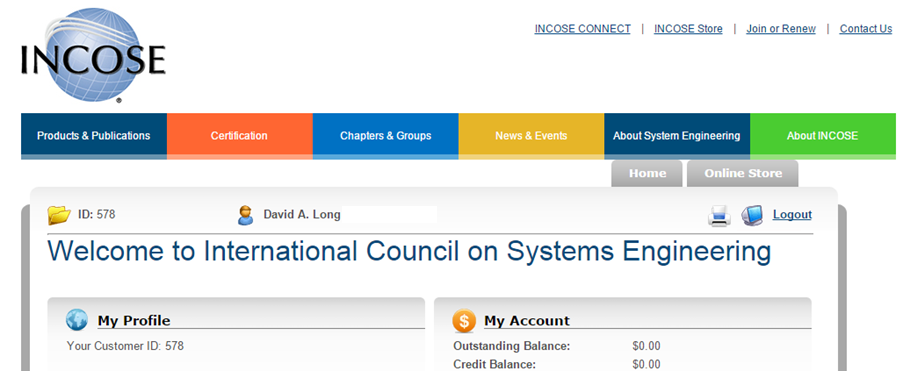 INCOSE
®
INCOSE CONNECT | INCOSE Store | Join or Renew | Contact Us
Products & Publications Certification Chapters & Groups News & Events About System Engineering About INCOSE
Home Online Store
ID: 578 David A. Long Logout
Welcome to International Council on Systems Engineering
My Profile
Your Customer ID: 578
$ My Account
Outstanding Balance: $0.00
Credit Balance: $0.00